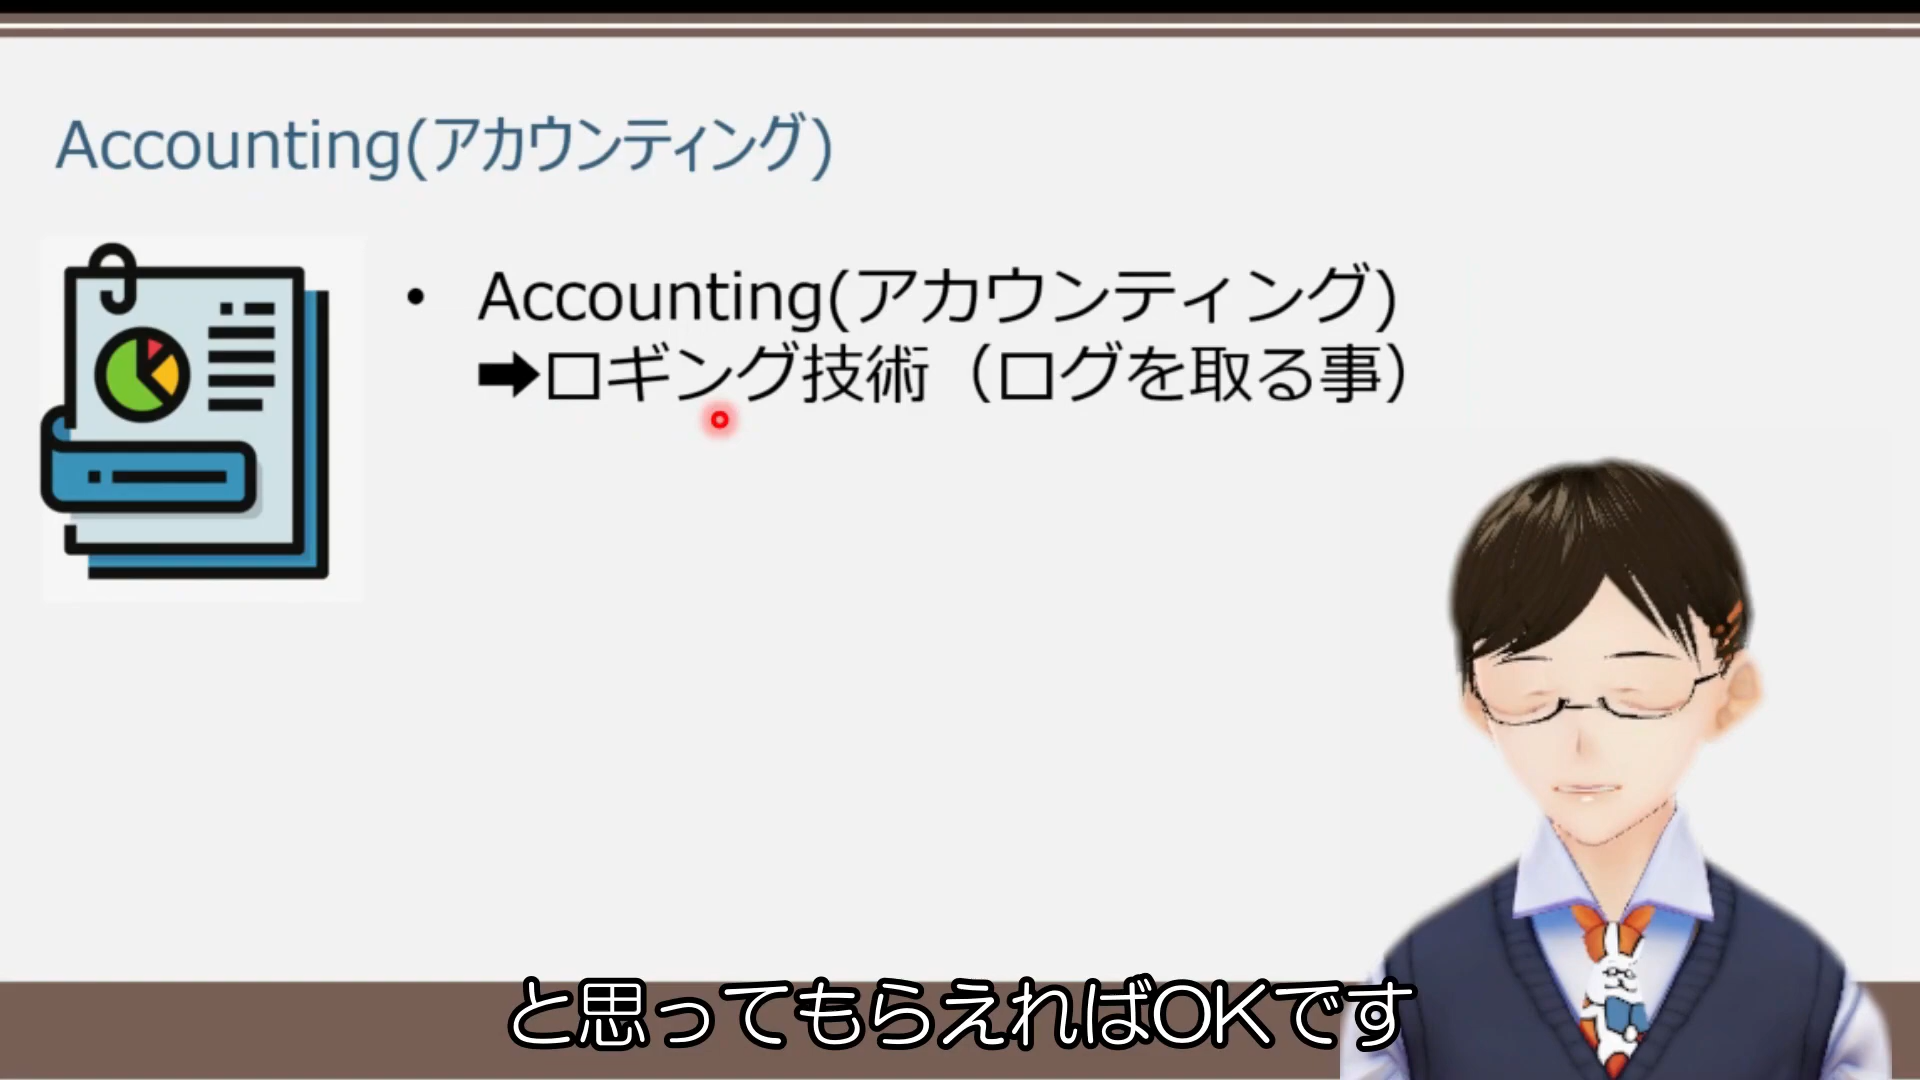 Accounting(アカウンティング)
• Accounting(アカウンティング)
➡ロギング技術（ログを取る事）
と思ってもらえればOKです